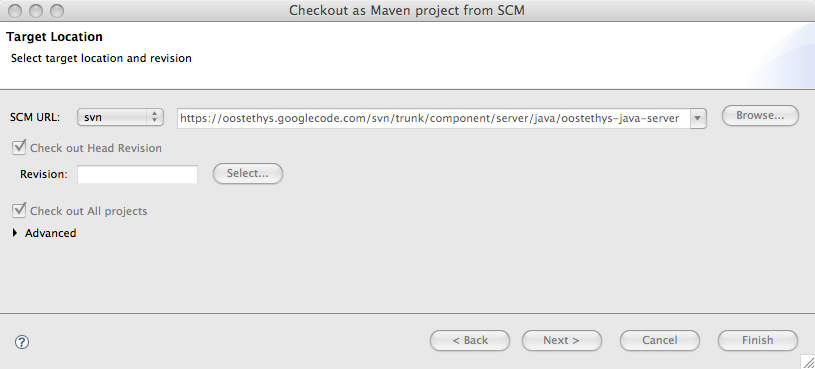 Checkout as Maven project from SCM
Target Location
Select target location and revision
SCM URL: svn https://oostethys.googlecode.com/svn/trunk/component/server/java/oostethys-java-server Browse...
Check out Head Revision
Revision: Select...
Check out All projects
Advanced
? < Back Next > Cancel Finish